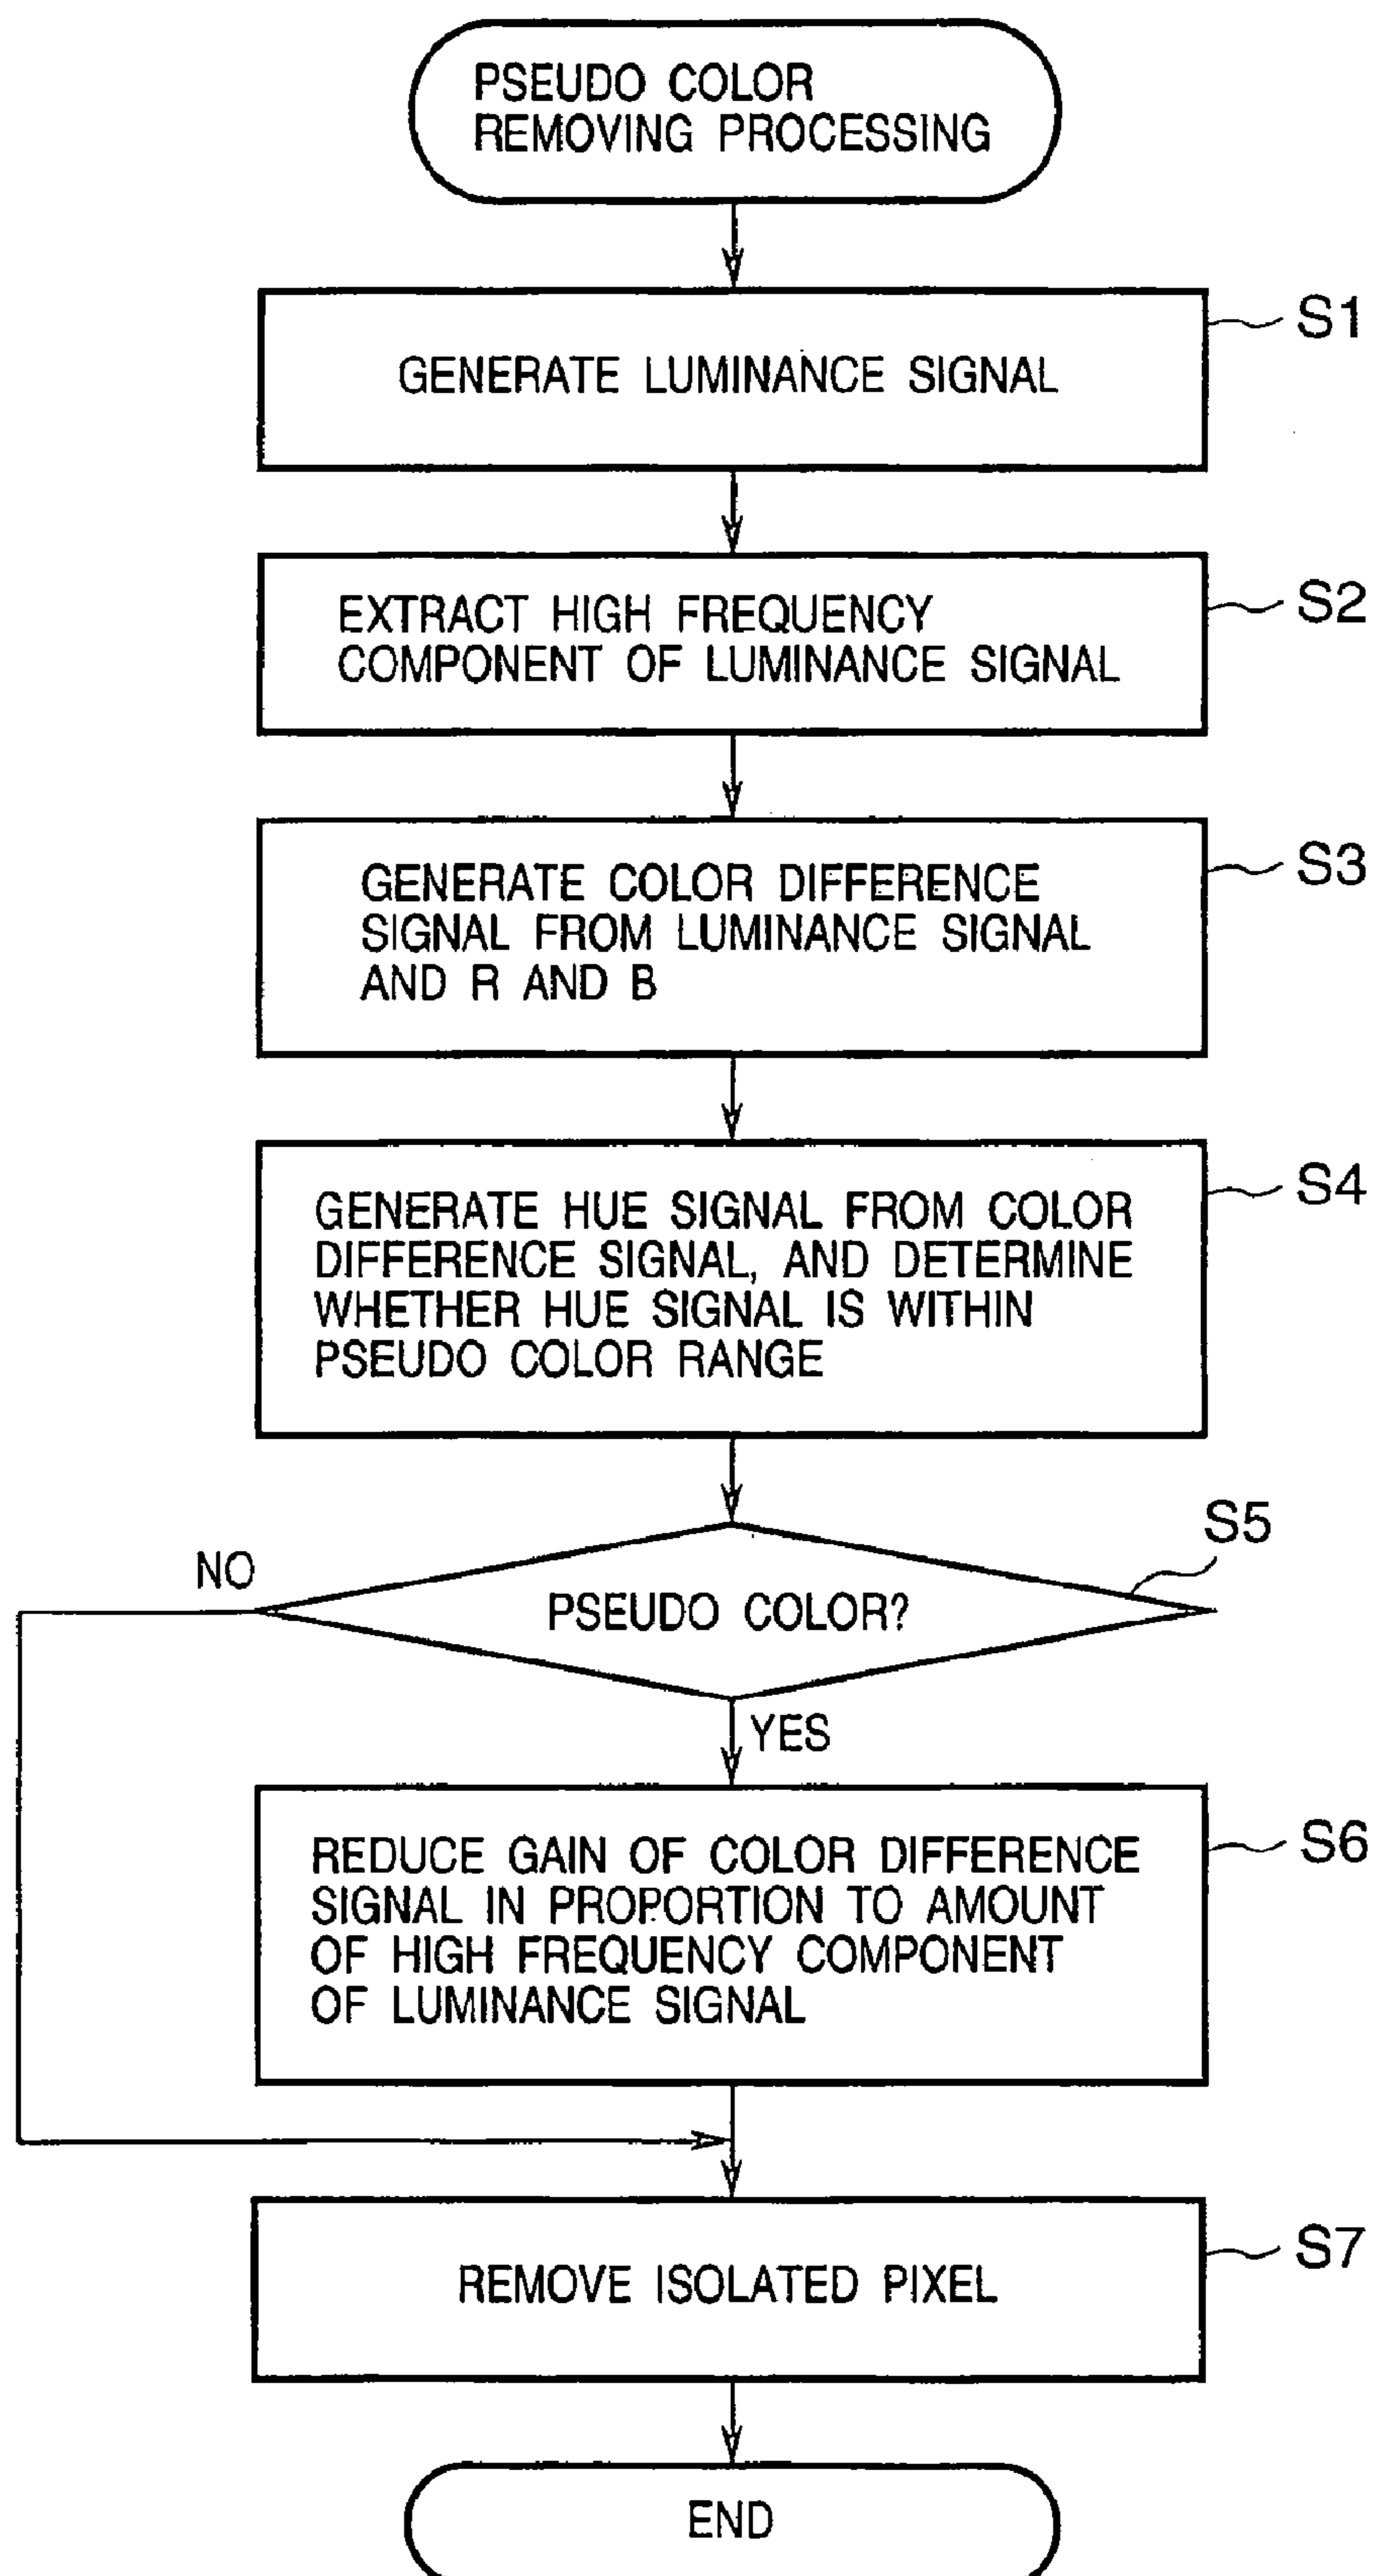 PSEUDO COLOR
REMOVING PROCESSING
S1
GENERATE LUMINANCE SIGNAL
S2
EXTRACT HIGH FREQUENCY
COMPONENT OF LUMINANCE SIGNAL
S3
GENERATE COLOR DIFFERENCE
SIGNAL FROM LUMINANCE SIGNAL
AND R AND B
S4
GENERATE HUE SIGNAL FROM COLOR
DIFFERENCE SIGNAL, AND DETERMINE
WHETHER HUE SIGNAL IS WITHIN
PSEUDO COLOR RANGE
S5
NO
PSEUDO COLOR?
YES
S6
REDUCE GAIN OF COLOR DIFFERENCE
SIGNAL IN PROPORTION TO AMOUNT
OF HIGH FREQUENCY COMPONENT
OF LUMINANCE SIGNAL
S7
REMOVE ISOLATED PIXEL
END